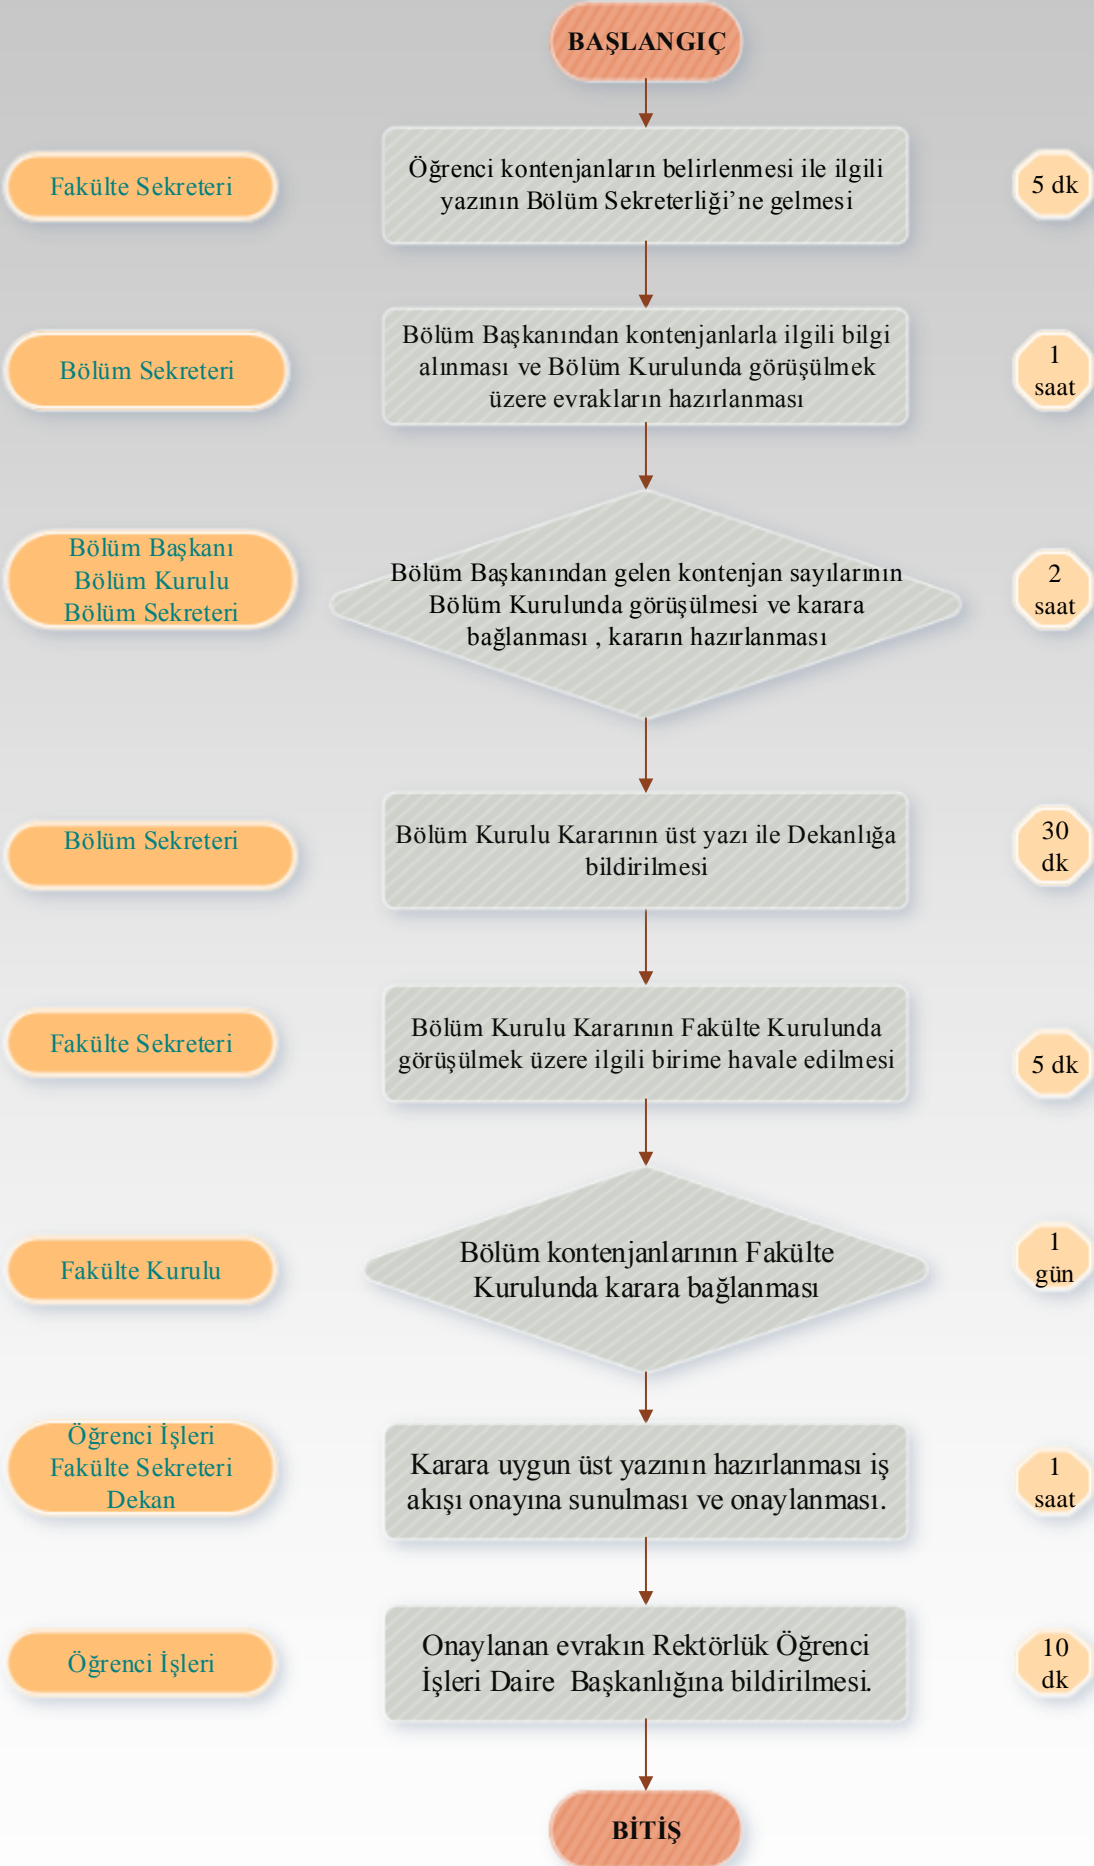 BAŞLANGIÇ
Fakülte Sekreteri
Öğrenci kontenjanların belirlenmesi ile ilgili
yazının Bölüm Sekreterliği’ne gelmesi
5 dk
Bölüm Sekreteri
Bölüm Başkanından kontenjanlarla ilgili bilgi
alınması ve Bölüm Kurulunda görüşülmek
üzere evrakların hazırlanması
1
saat
Bölüm Başkanı
Bölüm Kurulu
Bölüm Sekreteri
Bölüm Başkanından gelen kontenjan sayılarının
Bölüm Kurulunda görüşülmesi ve karara
bağlanması , kararın hazırlanması
2
saat
Bölüm Sekreteri
Bölüm Kurulu Kararının üst yazı ile Dekanlığa
bildirilmesi
30
dk
Fakülte Sekreteri
Bölüm Kurulu Kararının Fakülte Kurulunda
görüşülmek üzere ilgili birime havale edilmesi
5 dk
Fakülte Kurulu
Bölüm kontenjanlarının Fakülte
Kurulunda karara bağlanması
1
gün
Öğrenci İşleri
Fakülte Sekreteri
Dekan
Karara uygun üst yazının hazırlanması iş
akışı onayına sunulması ve onaylanması.
1
saat
Öğrenci İşleri
Onaylanan evrakın Rektörlük Öğrenci
İşleri Daire  Başkanlığına bildirilmesi.
10
dk
BİTİŞ